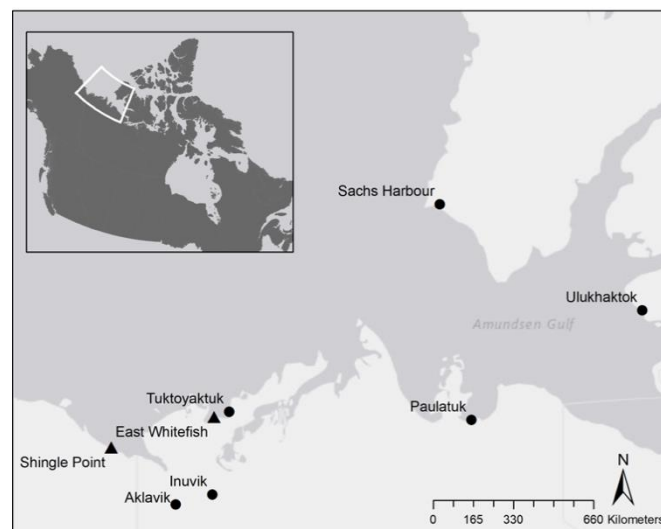 Sachs Harbour
Ulukhaktok
Amundsen Gulf
Tuktoyaktuk
Paulatuk
East Whitefish
Shingle Point
Inuvik
Aklavik
N
0 165 330 660 Kilometers